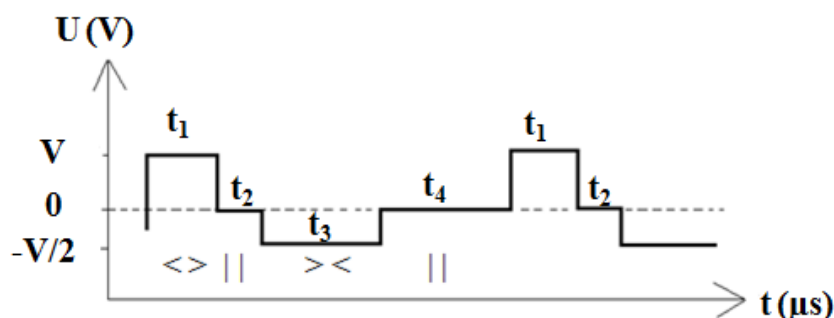 U (V)
t₁ t₁
V
t₂ t₄ t₂
0
t₃
-V/2
< > | | > < | |
t (μs)